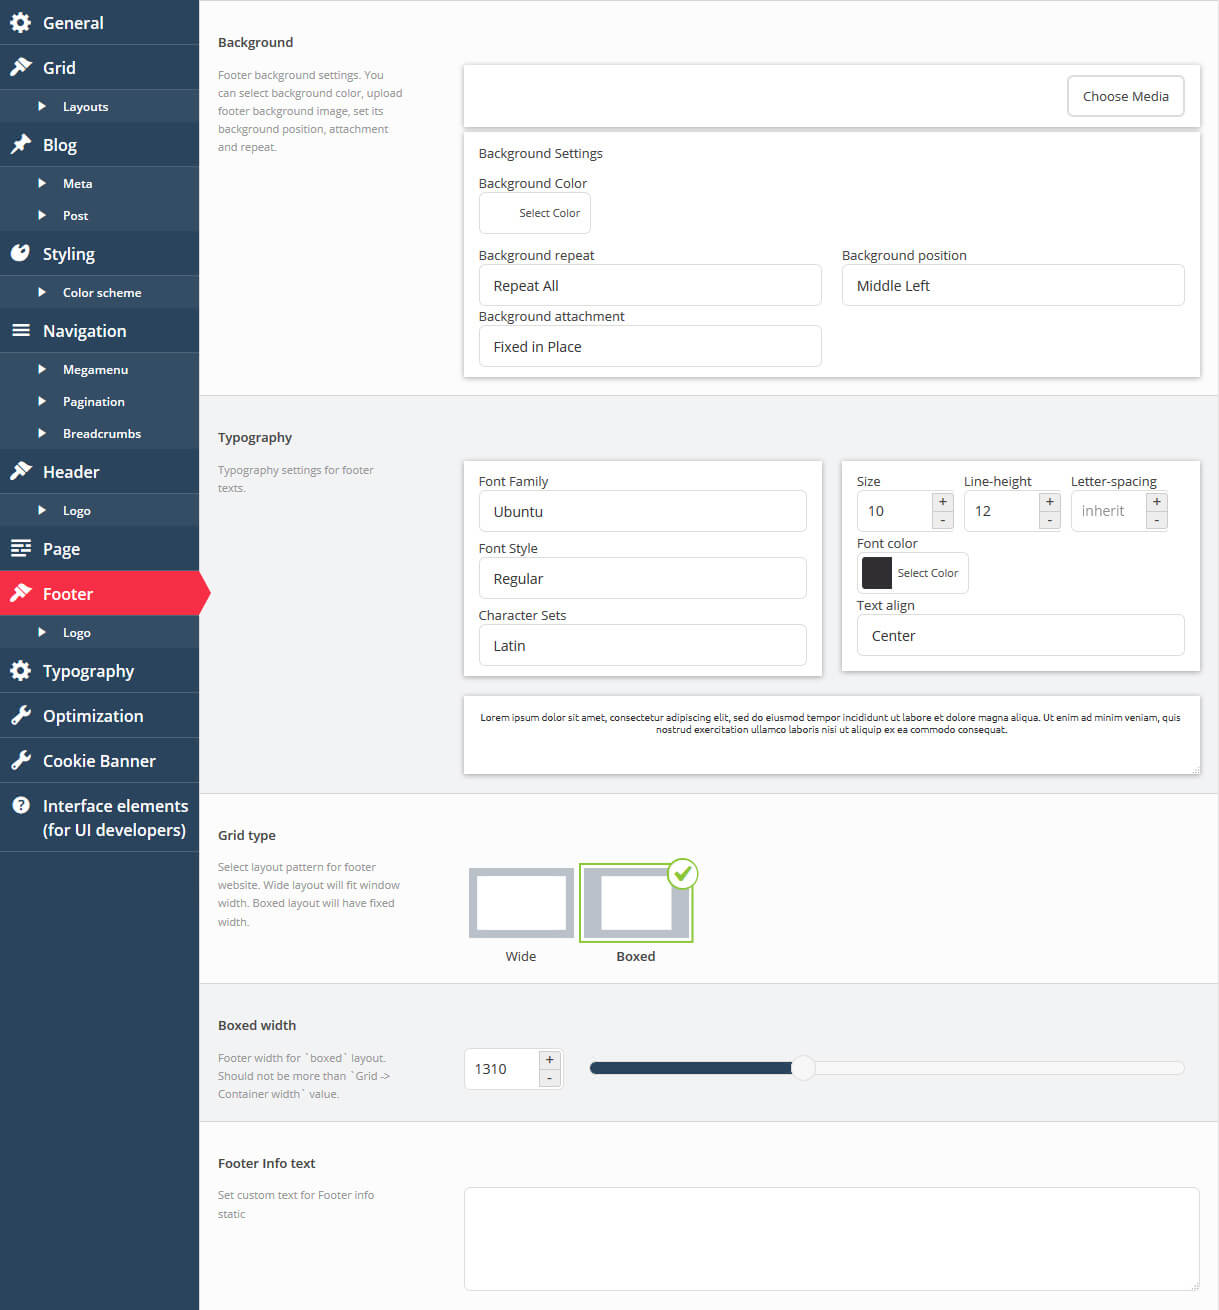 General
Grid
Layouts
Blog
Meta
Post
Styling
Color scheme
Navigation
Megamenu
Pagination
Breadcrumbs
Header
Logo
Page
Footer
Logo
Typography
Optimization
Cookie Banner
Interface elements
(for UI developers)
Background
Footer background settings. You
can select background color, upload
footer background image, set its
background position, attachment
and repeat.
Choose Media
Background Settings
Background Color
Select Color
Background repeat
Repeat All
Background position
Middle Left
Background attachment
Fixed in Place
Typography
Typography settings for footer
texts.
Font Family
Ubuntu
Font Style
Regular
Character Sets
Latin
Size
10
+
-
Line-height
12
+
-
Letter-spacing
inherit
+
-
Font color
Select Color
Text align
Center
Lorem ipsum dolor sit amet, consectetur adipiscing elit, sed do eiusmod tempor incididunt ut labore et dolore magna aliqua. Ut enim ad minim veniam, quis
nostrud exercitation ullamco laboris nisi ut aliquip ex ea commodo consequat.
Grid type
Select layout pattern for footer
website. Wide layout will fit window
width. Boxed layout will have fixed
width.
Wide
Boxed
Boxed width
Footer width for `boxed` layout.
Should not be more than `Grid ->
Container width` value.
1310
+
-
Footer Info text
Set custom text for Footer info
static